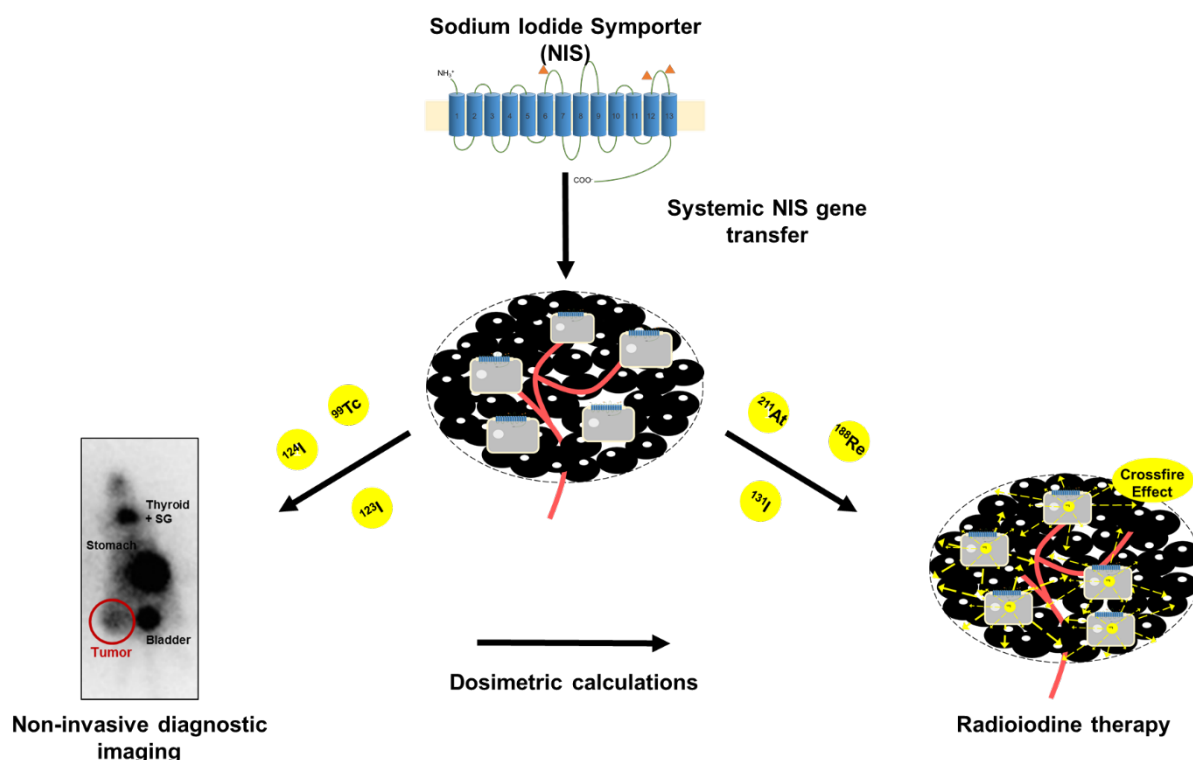 Sodium Iodide Symporter
(NIS)
NH₃⁺
1 2 3 4 5 6 7 8 9 10 11 12 13
COO⁻
Systemic NIS gene
transfer
⁹⁹Tc
¹²⁴I
¹²³I
²¹¹At
¹⁸⁸Re
¹³¹I
Crossfire
Effect
Thyroid
+ SG
Stomach
Bladder
Tumor
Dosimetric calculations
Non-invasive diagnostic
imaging
Radioiodine therapy